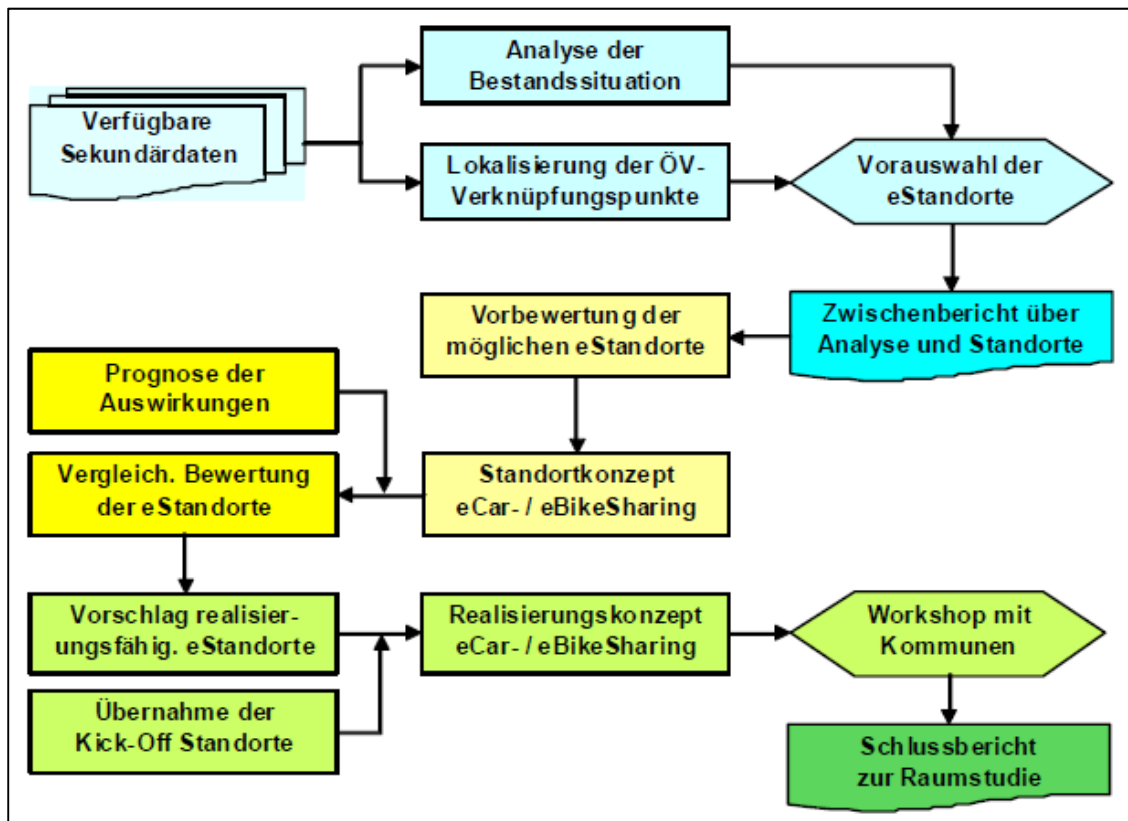 Analyse der
Bestandssituation
Verfügbare
Sekundärdaten
Lokalisierung der ÖV-
Verknüpfungspunkte
Vorauswahl der
eStandorte
Zwischenbericht über
Analyse und Standorte
Vorbewertung der
möglichen eStandorte
Prognose der
Auswirkungen
Vergleich. Bewertung
der eStandorte
Standortkonzept
eCar- / eBikeSharing
Vorschlag realisier-
ungsfähig. eStandorte
Realisierungskonzept
eCar- / eBikeSharing
Workshop mit
Kommunen
Übernahme der
Kick-Off Standorte
Schlussbericht
zur Raumstudie